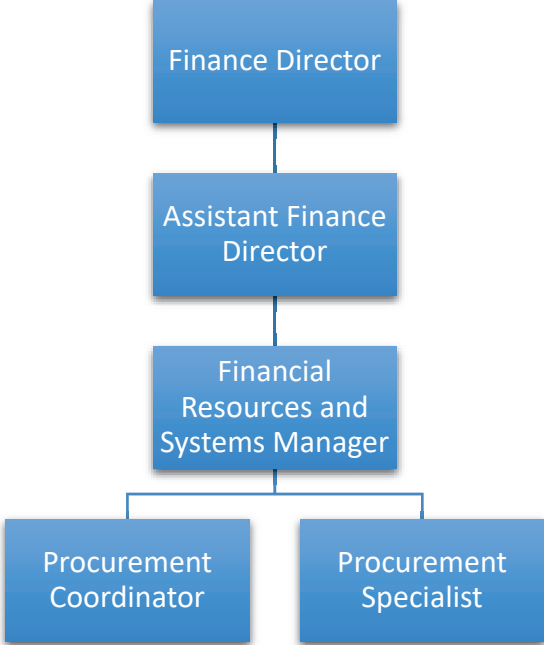 Finance Director
Assistant Finance
Director
Financial
Resources and
Systems Manager
Procurement
Coordinator
Procurement
Specialist